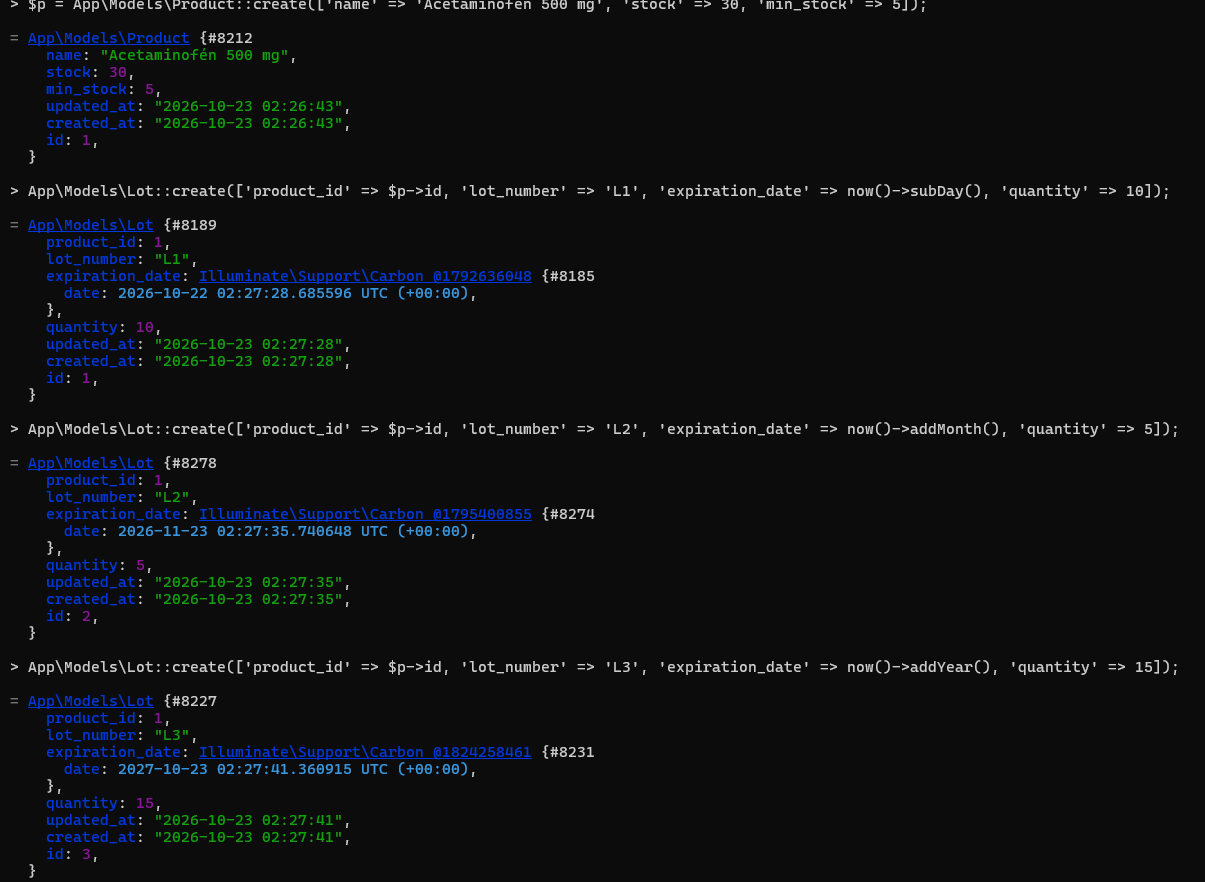 > $p = App\Models\Product::create(['name' => 'Acetaminofén 500 mg', 'stock' => 30, 'min_stock' => 5]);
= App\Models\Product {#8212
name: "Acetaminofén 500 mg",
stock: 30,
min_stock: 5,
updated_at: "2026-10-23 02:26:43",
created_at: "2026-10-23 02:26:43",
id: 1,
}
> App\Models\Lot::create(['product_id' => $p->id, 'lot_number' => 'L1', 'expiration_date' => now()->subDay(), 'quantity' => 10]);
= App\Models\Lot {#8189
product_id: 1,
lot_number: "L1",
expiration_date: Illuminate\Support\Carbon @1792636048 {#8185
date: 2026-10-22 02:27:28.685596 UTC (+00:00),
},
quantity: 10,
updated_at: "2026-10-23 02:27:28",
created_at: "2026-10-23 02:27:28",
id: 1,
}
> App\Models\Lot::create(['product_id' => $p->id, 'lot_number' => 'L2', 'expiration_date' => now()->addMonth(), 'quantity' => 5]);
= App\Models\Lot {#8278
product_id: 1,
lot_number: "L2",
expiration_date: Illuminate\Support\Carbon @1795400855 {#8274
date: 2026-11-23 02:27:35.740648 UTC (+00:00),
},
quantity: 5,
updated_at: "2026-10-23 02:27:35",
created_at: "2026-10-23 02:27:35",
id: 2,
}
> App\Models\Lot::create(['product_id' => $p->id, 'lot_number' => 'L3', 'expiration_date' => now()->addYear(), 'quantity' => 15]);
= App\Models\Lot {#8227
product_id: 1,
lot_number: "L3",
expiration_date: Illuminate\Support\Carbon @1824258461 {#8231
date: 2027-10-23 02:27:41.360915 UTC (+00:00),
},
quantity: 15,
updated_at: "2026-10-23 02:27:41",
created_at: "2026-10-23 02:27:41",
id: 3,
}